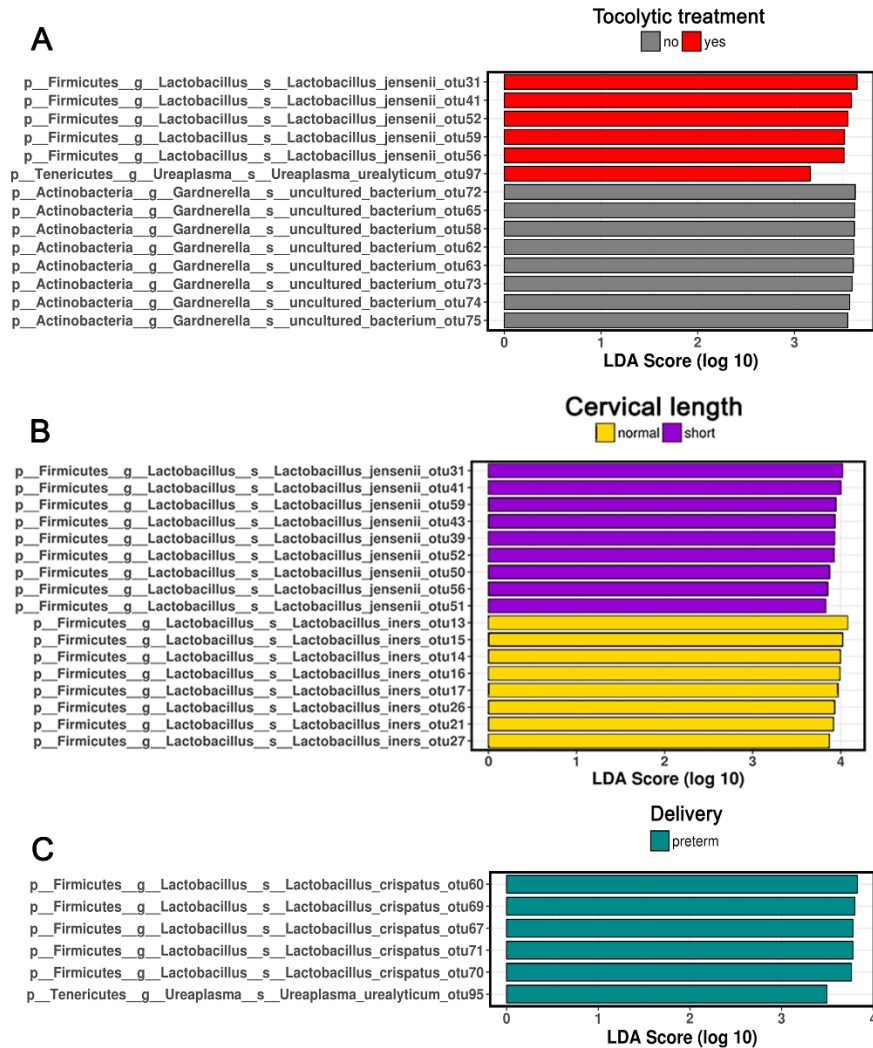 A
Tocolytic treatment
no yes
p__Firmicutes__g__Lactobacillus__s__Lactobacillus_jensenii_otu31
p__Firmicutes__g__Lactobacillus__s__Lactobacillus_jensenii_otu41
p__Firmicutes__g__Lactobacillus__s__Lactobacillus_jensenii_otu52
p__Firmicutes__g__Lactobacillus__s__Lactobacillus_jensenii_otu59
p__Firmicutes__g__Lactobacillus__s__Lactobacillus_jensenii_otu56
p__Tenericutes__g__Ureaplasma__s__Ureaplasma_urealyticum_otu97
p__Actinobacteria__g__Gardnerella__s__uncultured_bacterium_otu72
p__Actinobacteria__g__Gardnerella__s__uncultured_bacterium_otu65
p__Actinobacteria__g__Gardnerella__s__uncultured_bacterium_otu58
p__Actinobacteria__g__Gardnerella__s__uncultured_bacterium_otu62
p__Actinobacteria__g__Gardnerella__s__uncultured_bacterium_otu63
p__Actinobacteria__g__Gardnerella__s__uncultured_bacterium_otu73
p__Actinobacteria__g__Gardnerella__s__uncultured_bacterium_otu74
p__Actinobacteria__g__Gardnerella__s__uncultured_bacterium_otu75
0 1 2 3
LDA Score (log 10)
B
Cervical length
normal short
p__Firmicutes__g__Lactobacillus__s__Lactobacillus_jensenii_otu31
p__Firmicutes__g__Lactobacillus__s__Lactobacillus_jensenii_otu41
p__Firmicutes__g__Lactobacillus__s__Lactobacillus_jensenii_otu59
p__Firmicutes__g__Lactobacillus__s__Lactobacillus_jensenii_otu43
p__Firmicutes__g__Lactobacillus__s__Lactobacillus_jensenii_otu39
p__Firmicutes__g__Lactobacillus__s__Lactobacillus_jensenii_otu52
p__Firmicutes__g__Lactobacillus__s__Lactobacillus_jensenii_otu50
p__Firmicutes__g__Lactobacillus__s__Lactobacillus_jensenii_otu56
p__Firmicutes__g__Lactobacillus__s__Lactobacillus_jensenii_otu51
p__Firmicutes__g__Lactobacillus__s__Lactobacillus_iners_otu13
p__Firmicutes__g__Lactobacillus__s__Lactobacillus_iners_otu15
p__Firmicutes__g__Lactobacillus__s__Lactobacillus_iners_otu14
p__Firmicutes__g__Lactobacillus__s__Lactobacillus_iners_otu16
p__Firmicutes__g__Lactobacillus__s__Lactobacillus_iners_otu17
p__Firmicutes__g__Lactobacillus__s__Lactobacillus_iners_otu26
p__Firmicutes__g__Lactobacillus__s__Lactobacillus_iners_otu21
p__Firmicutes__g__Lactobacillus__s__Lactobacillus_iners_otu27
0 1 2 3 4
LDA Score (log 10)
C
Delivery
preterm
p__Firmicutes__g__Lactobacillus__s__Lactobacillus_crispatus_otu60
p__Firmicutes__g__Lactobacillus__s__Lactobacillus_crispatus_otu69
p__Firmicutes__g__Lactobacillus__s__Lactobacillus_crispatus_otu67
p__Firmicutes__g__Lactobacillus__s__Lactobacillus_crispatus_otu71
p__Firmicutes__g__Lactobacillus__s__Lactobacillus_crispatus_otu70
p__Tenericutes__g__Ureaplasma__s__Ureaplasma_urealyticum_otu95
0 1 2 3 4
LDA Score (log 10)